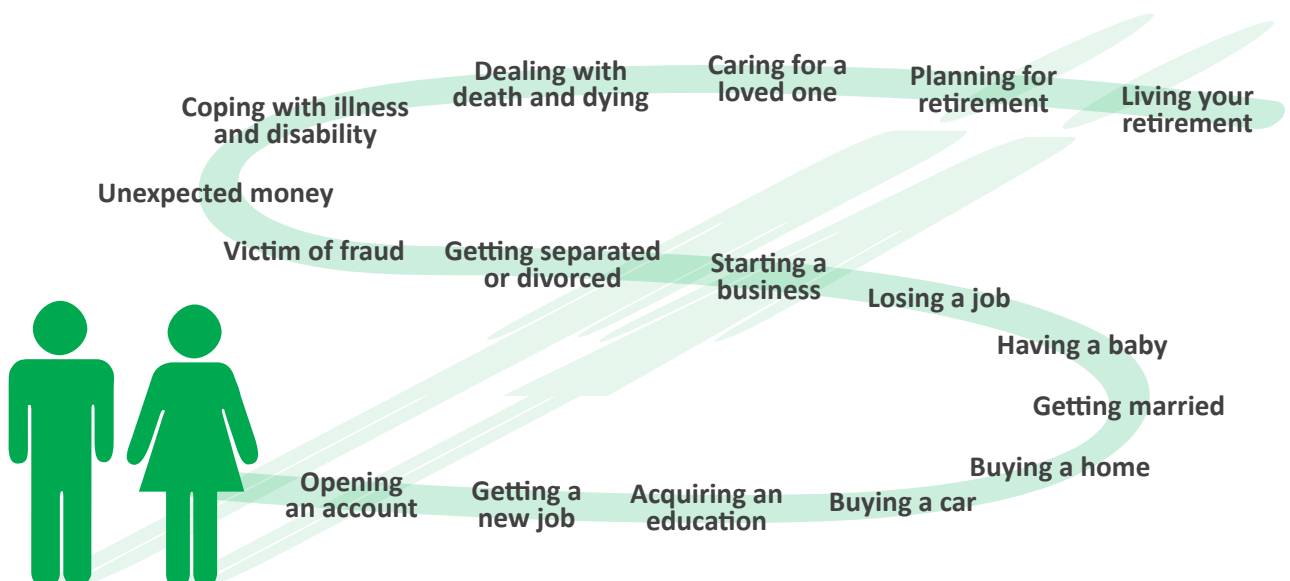 Dealing with
death and dying
Caring for a
loved one
Planning for
retirement
Living your
retirement
Coping with illness
and disability
Unexpected money
Victim of fraud
Getting separated
or divorced
Starting a
business
Losing a job
Having a baby
Getting married
Buying a home
Opening
an account
Getting a
new job
Acquiring an
education
Buying a car